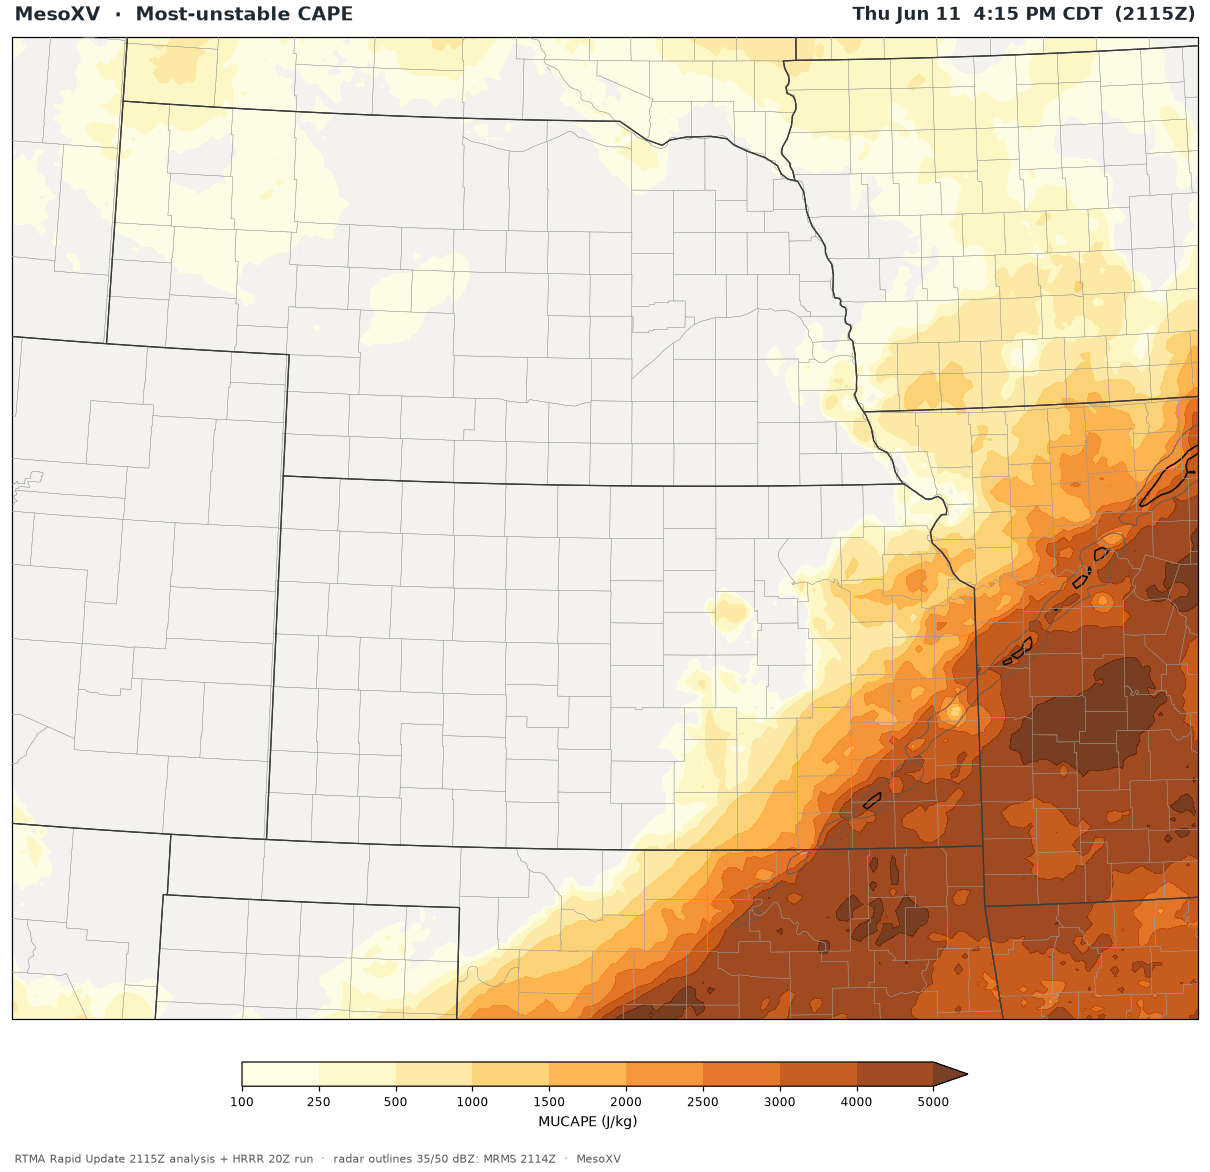 MesoXV · Most-unstable CAPE
Thu Jun 11 4:15 PM CDT (2115Z)
100 250 500 1000 1500 2000 2500 3000 4000 5000
MUCAPE (J/kg)
RTMA Rapid Update 2115Z analysis + HRRR 20Z run · radar outlines 35/50 dBZ: MRMS 2114Z · MesoXV